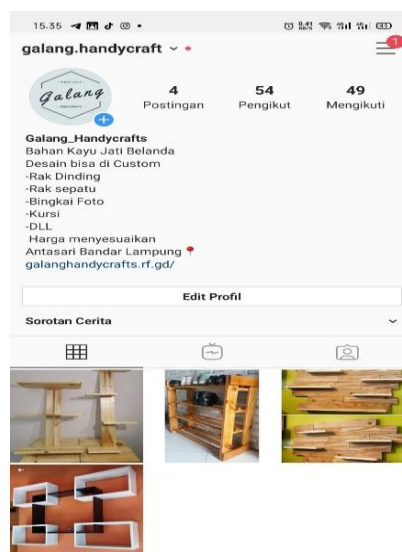 15.35
galang.handycraft
1
Galang
4
54
49
Postingan
Pengikut
Mengikuti
Galang_Handycrafts
Bahan Kayu Jati Belanda
Desain bisa di Custom
-Rak Dinding
-Rak sepatu
-Bingkai Foto
-Kursi
-DLL
Harga menyesuaikan
Antasari Bandar Lampung
galanghandycrafts.rf.gd/
Edit Profil
Sorotan Cerita